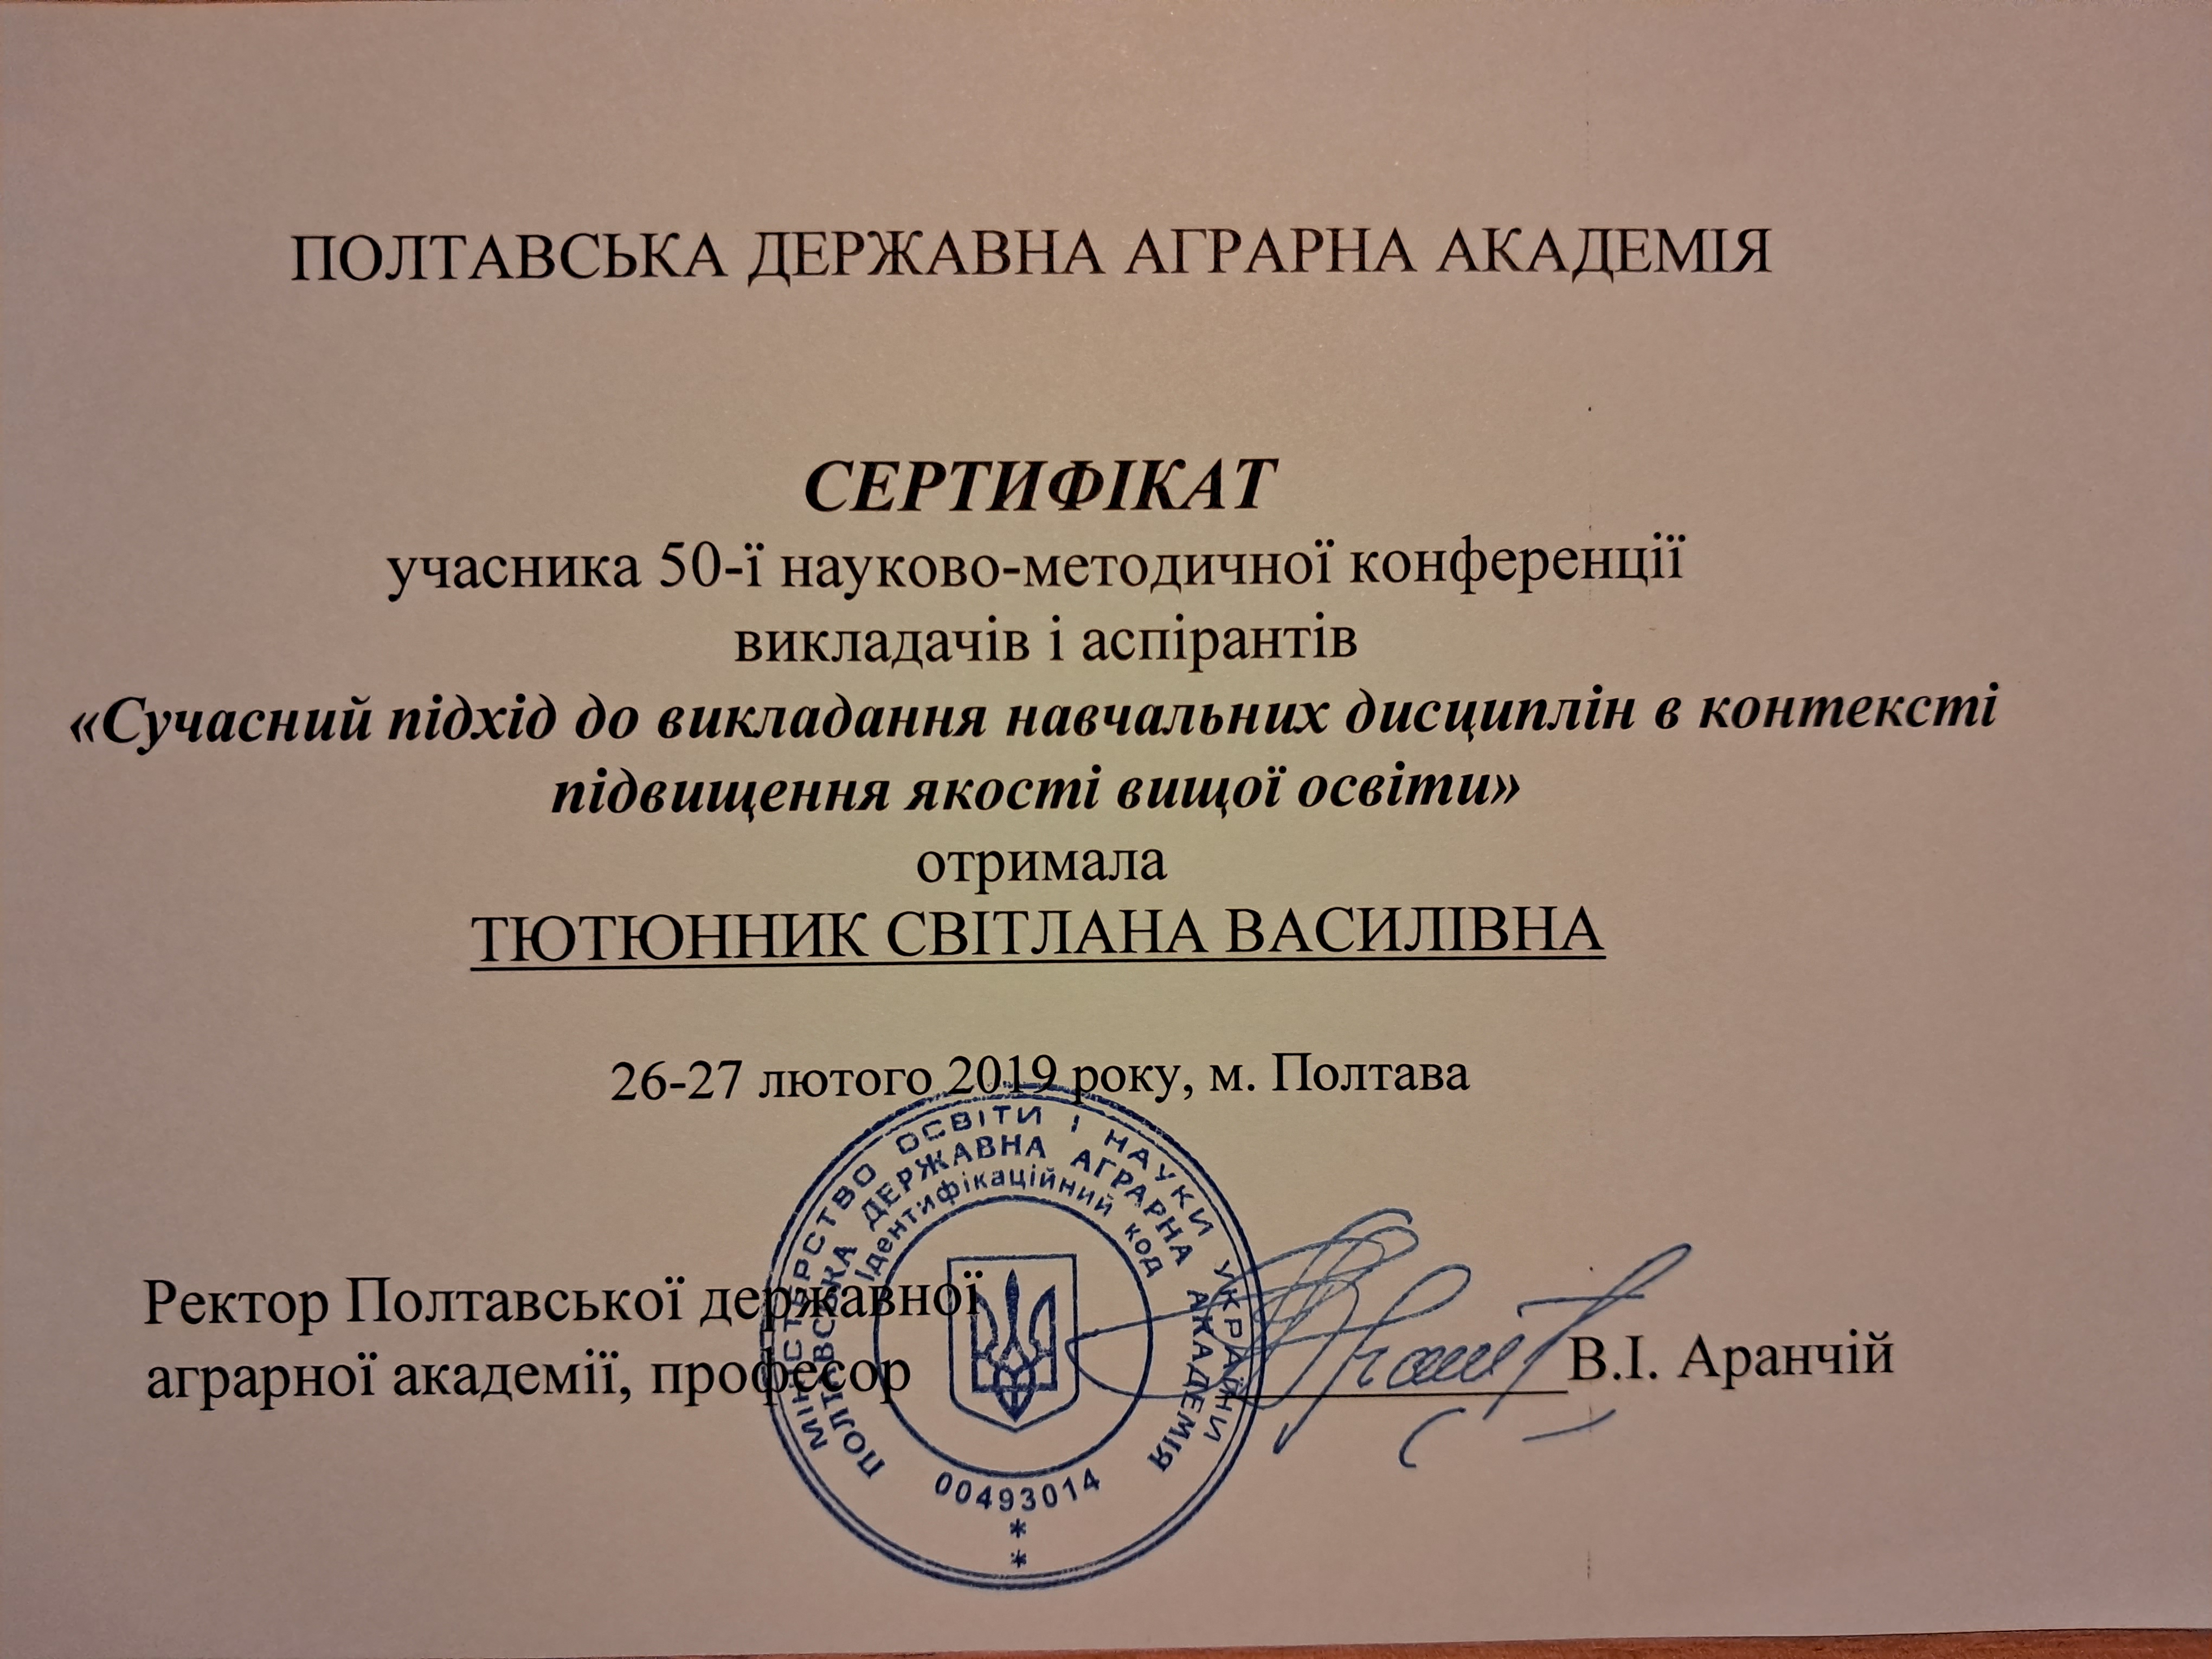 ПОЛТАВСЬКА ДЕРЖАВНА АГРАРНА АКАДЕМІЯ
СЕРТИФІКАТ
учасника 50-ї науково-методичної конференції
викладачів і аспірантів
«Сучасний підхід до викладання навчальних дисциплін в контексті
підвищення якості вищої освіти»
отримала
ТЮТЮННИК СВІТЛАНА ВАСИЛІВНА
26-27 лютого 2019 року, м. Полтава
Ректор Полтавської державної
аграрної академії, професор
В.І. Аранчій
МІНІСТЕРСТВО ОСВІТИ І НАУКИ УКРАЇНИ
ПОЛТАВСЬКА ДЕРЖАВНА АГРАРНА АКАДЕМІЯ
Ідентифікаційний код
00493014
* *